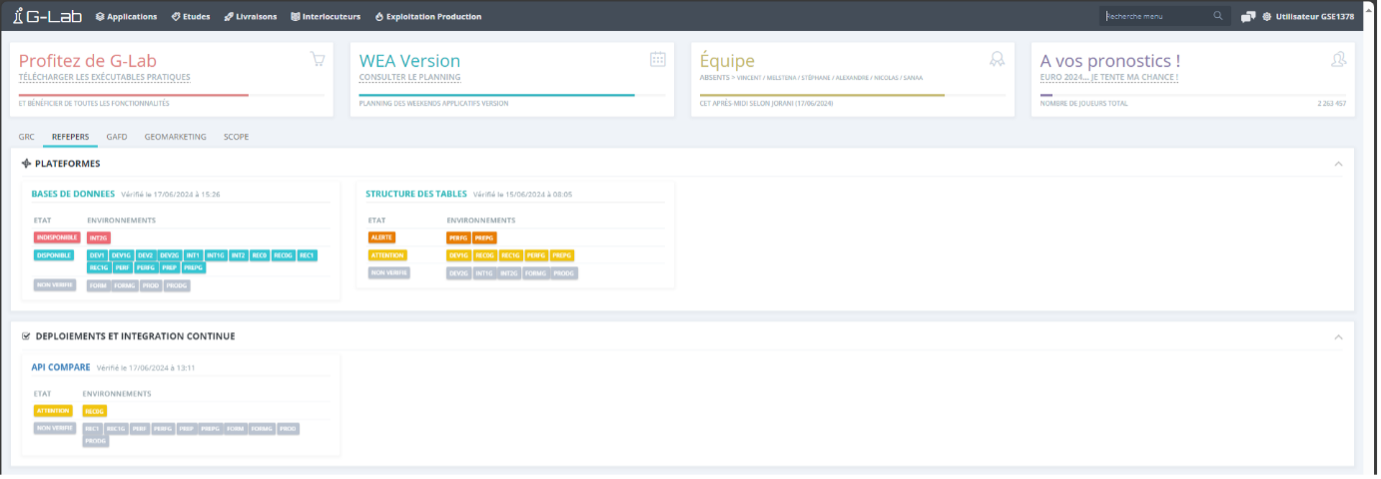 G-Lab Applications Etudes Livraisons Interlocuteurs Exploitation Production Recherche menu Utilisateur GSE1378
Profitez de G-Lab
TÉLÉCHARGER LES EXÉCUTABLES PRATIQUES
ET BÉNÉFICIER DE TOUTES LES FONCTIONNALITÉS
WEA Version
CONSULTER LE PLANNING
PLANNING DES WEEKENDS APPLICATIFS VERSION
Équipe
ABSENTS > VINCENT / MILSTENA / STÉPHANE / ALEXANDRE / NICOLAS / SANAA
CET APRÈS-MIDI SELON JORANI (17/06/2024)
A vos pronostics !
EURO 2024... JE TENTE MA CHANCE !
NOMBRE DE JOUEURS TOTAL 2 263 457
GRC REFEPERS GAFD GEOMARKETING SCOPE
PLATEFORMES
BASES DE DONNEES Vérifié le 17/06/2024 à 15:26
ETAT ENVIRONNEMENTS
INDISPONIBLE INT2G
DISPONIBLE DEV1 DEV1G DEV2 DEV2G INT1 INT1G INT2 REC0 REC0G REC1
REC1G PERF PERFG PREP PREPG
NON VERIFIE FORM FORMG PROD PRODG
STRUCTURE DES TABLES Vérifié le 15/06/2024 à 08:05
ETAT ENVIRONNEMENTS
ALERTE PERFG PREPG
ATTENTION DEV1G REC0G REC1G PERFG PREPG
NON VERIFIE DEV2G INT1G INT2G FORMG PRODG
DEPLOIEMENTS ET INTEGRATION CONTINUE
API COMPARE Vérifié le 17/06/2024 à 13:11
ETAT ENVIRONNEMENTS
ATTENTION REC0G
NON VERIFIE REC1 REC1G PERF PERFG PREP PREPG FORM FORMG PROD
PRODG